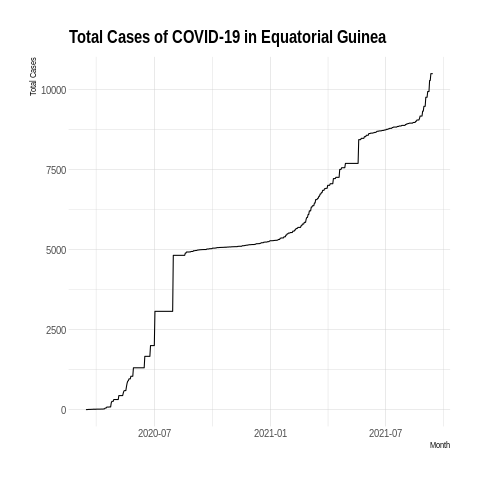 Total Cases of COVID-19 in Equatorial Guinea
Total Cases
10000
7500
5000
2500
0
2020-07 2021-01 2021-07
Month